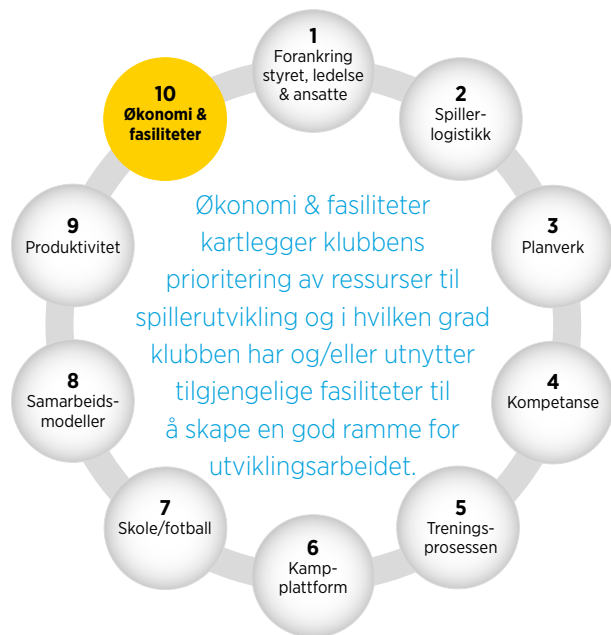 1
Forankring
styret, ledelse
& ansatte
2
Spiller-
logistikk
3
Planverk
4
Kompetanse
5
Trenings-
prosessen
6
Kamp-
plattform
7
Skole/fotball
8
Samarbeids-
modeller
9
Produktivitet
10
Økonomi &
fasiliteter
Økonomi & fasiliteter
kartlegger klubbens
prioritering av ressurser til
spillerutvikling og i hvilken grad
klubben har og/eller utnytter
tilgjengelige fasiliteter til
å skape en god ramme for
utviklingsarbeidet.